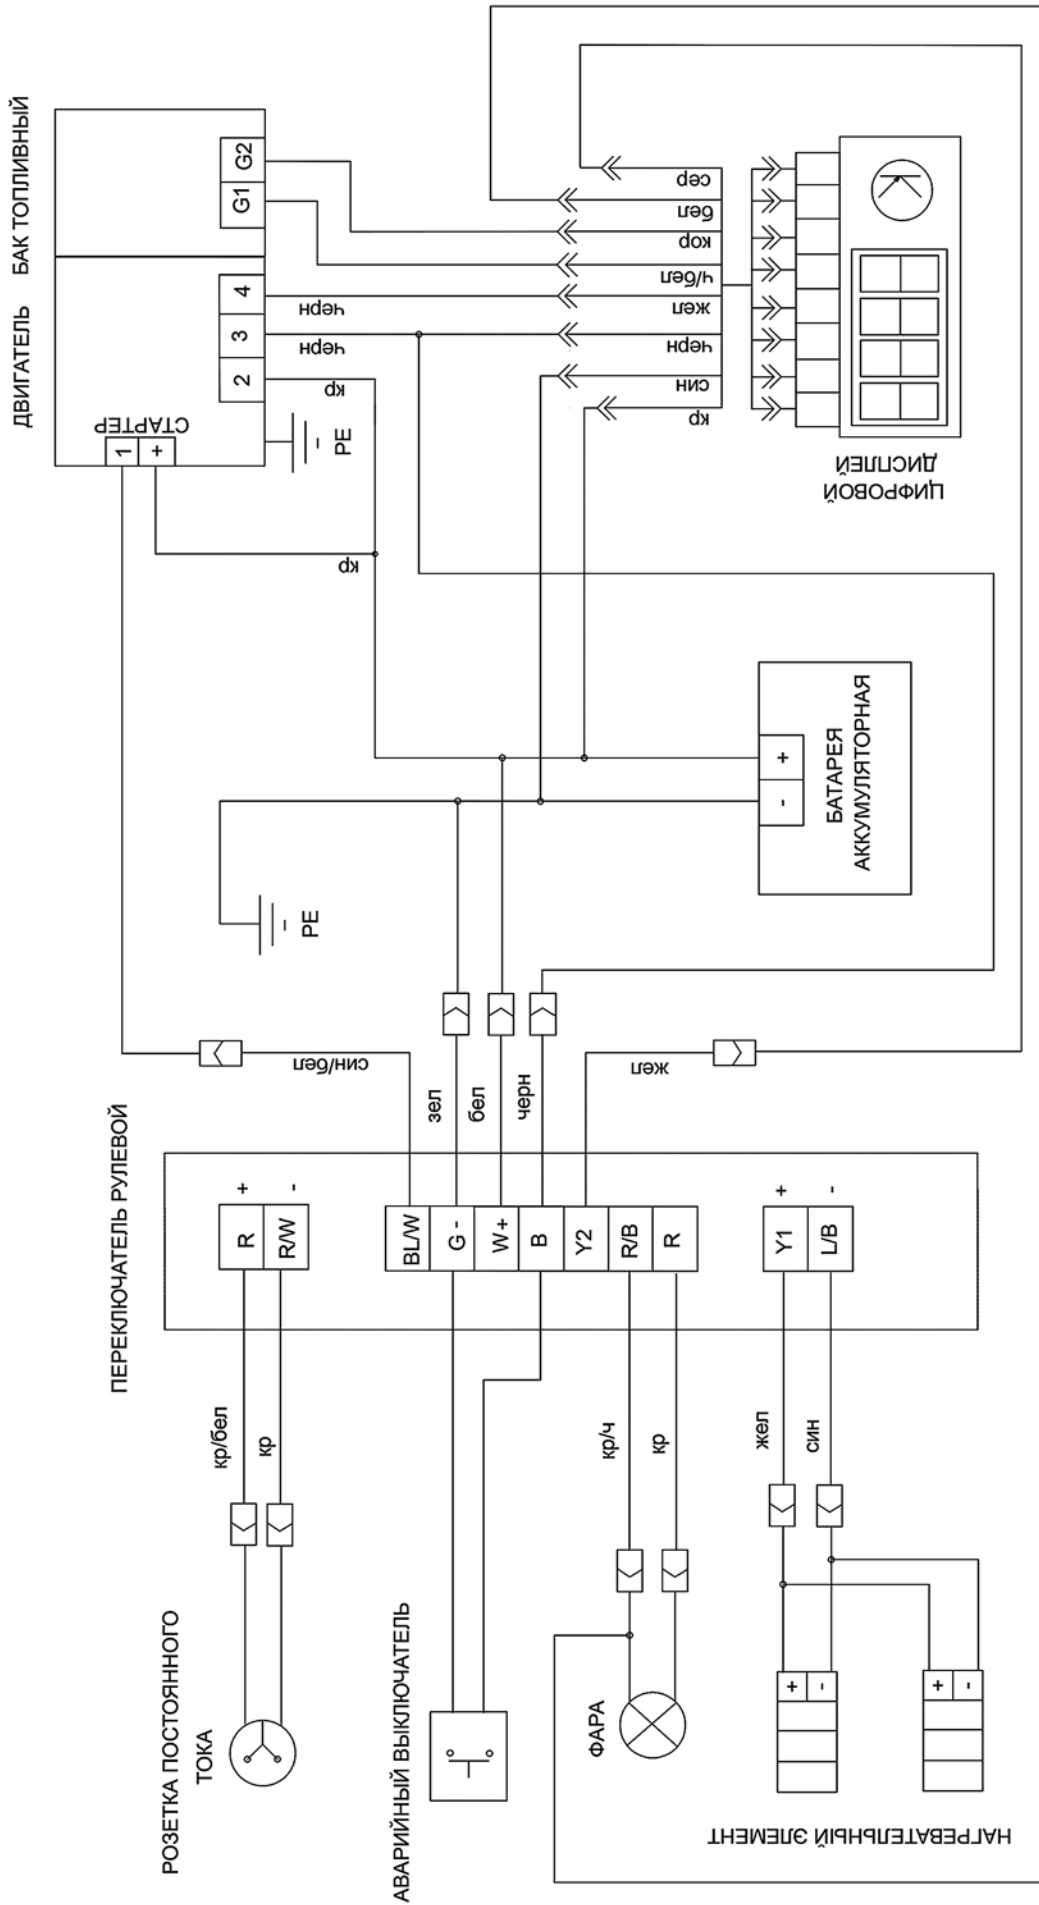 ДВИГАТЕЛЬ
БАК ТОПЛИВНЫЙ
СТАРТЕР
1
+
2
3
4
G1
G2
PE
-
кр
черн
черн
кр
кр
син
черн
жел
ч/бел
кор
бел
сер
ЦИФРОВОЙ
ДИСПЛЕЙ
БАТАРЕЯ
АККУМУЛЯТОРНАЯ
-
+
PE
-
син/бел
зел
бел
черн
жел
ПЕРЕКЛЮЧАТЕЛЬ РУЛЕВОЙ
R
+
R/W
-
BL/W
G -
W+
B
Y2
R/B
R
Y1
+
L/B
-
кр/бел
кр
кр/ч
кр
жел
син
РОЗЕТКА ПОСТОЯННОГО
ТОКА
АВАРИЙНЫЙ ВЫКЛЮЧАТЕЛЬ
ФАРА
+
-
+
-
НАГРЕВАТЕЛЬНЫЙ ЭЛЕМЕНТ